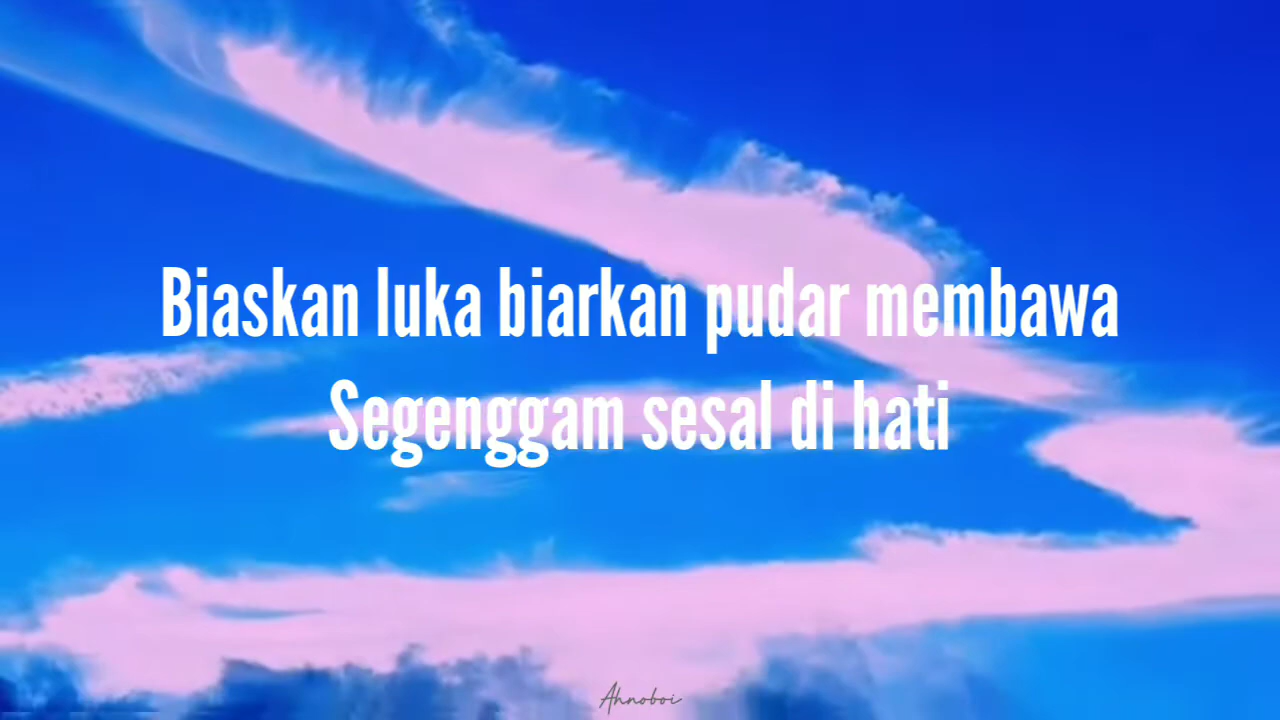 Biaskan luka biarkan pudar membawa
Segenggam sesal di hati
Ahnoboi